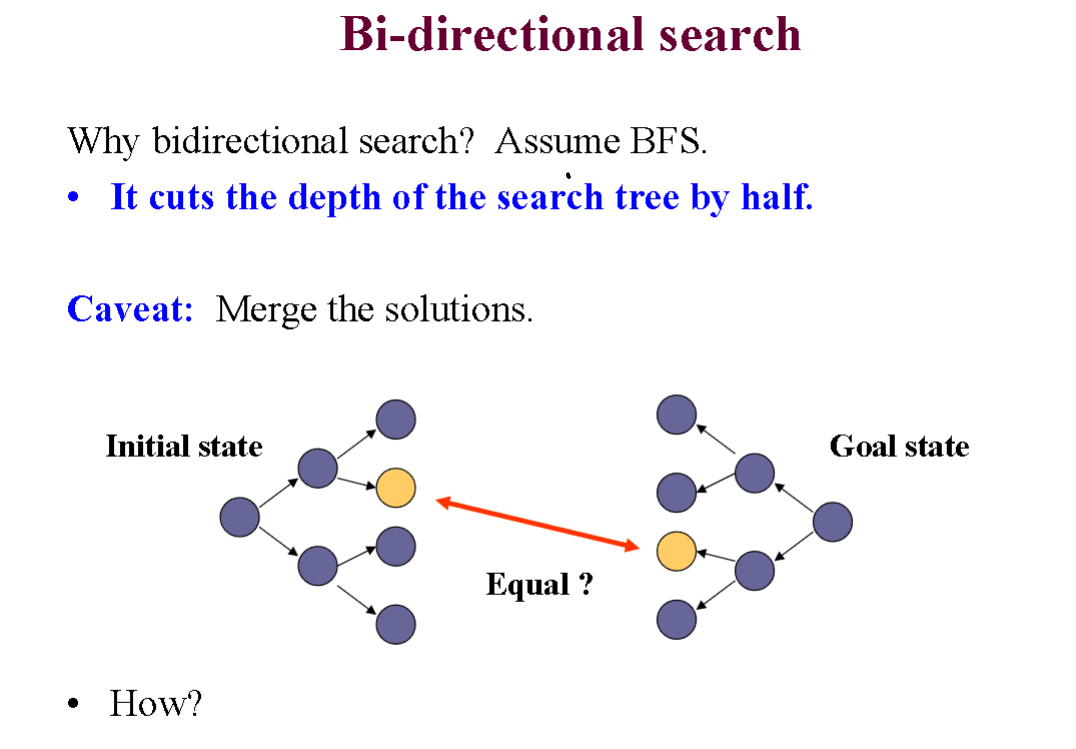 Bi-directional search
Why bidirectional search? Assume BFS.
• It cuts the depth of the search tree by half.
Caveat: Merge the solutions.
Initial state
Goal state
Equal ?
• How?